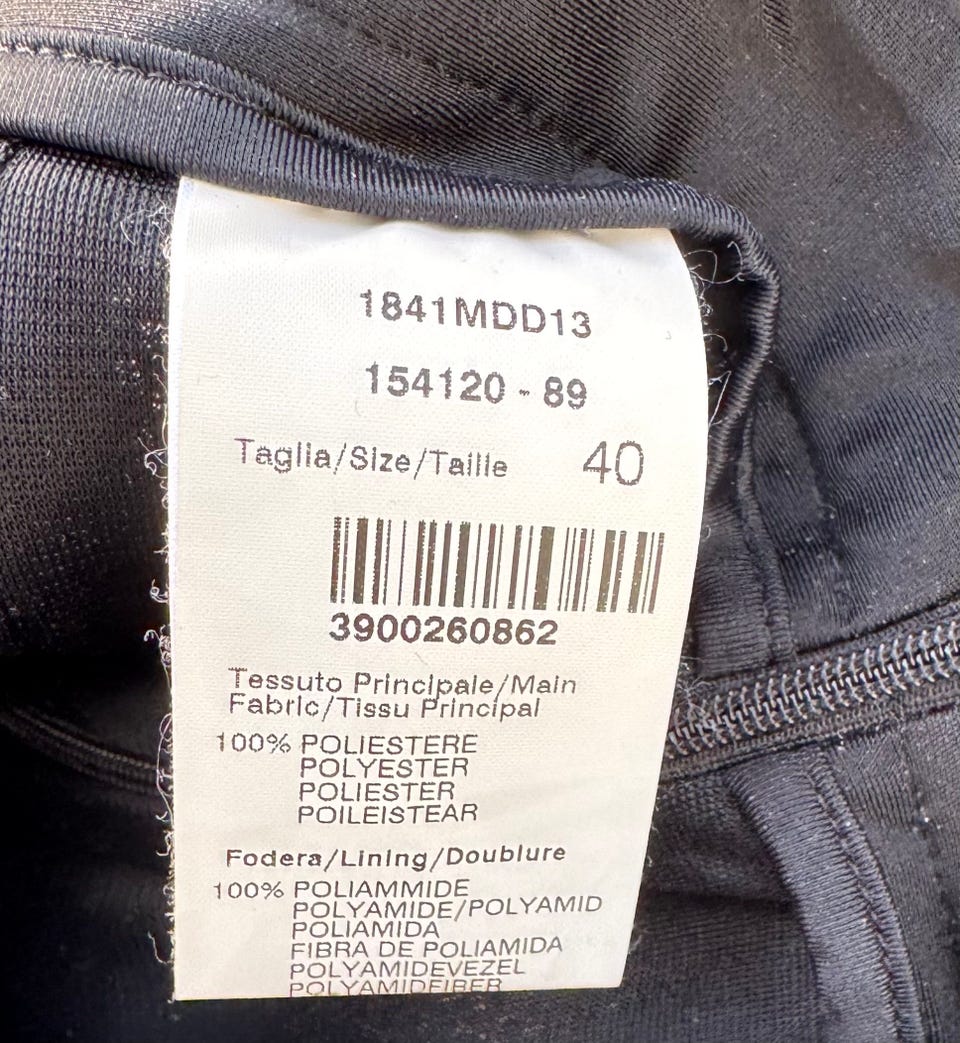 1841MDD13
154120 - 89
Taglia/Size/Taille 40
3900260862
Tessuto Principale/Main
Fabric/Tissu Principal
100% POLIESTERE
POLYESTER
POLIESTER
POILEISTEAR
Fodera/Lining/Doublure
100% POLIAMMIDE
POLYAMIDE/POLYAMID
POLIAMIDA
FIBRA DE POLIAMIDA
POLYAMIDEVEZEL
POLYAMIDEIBER